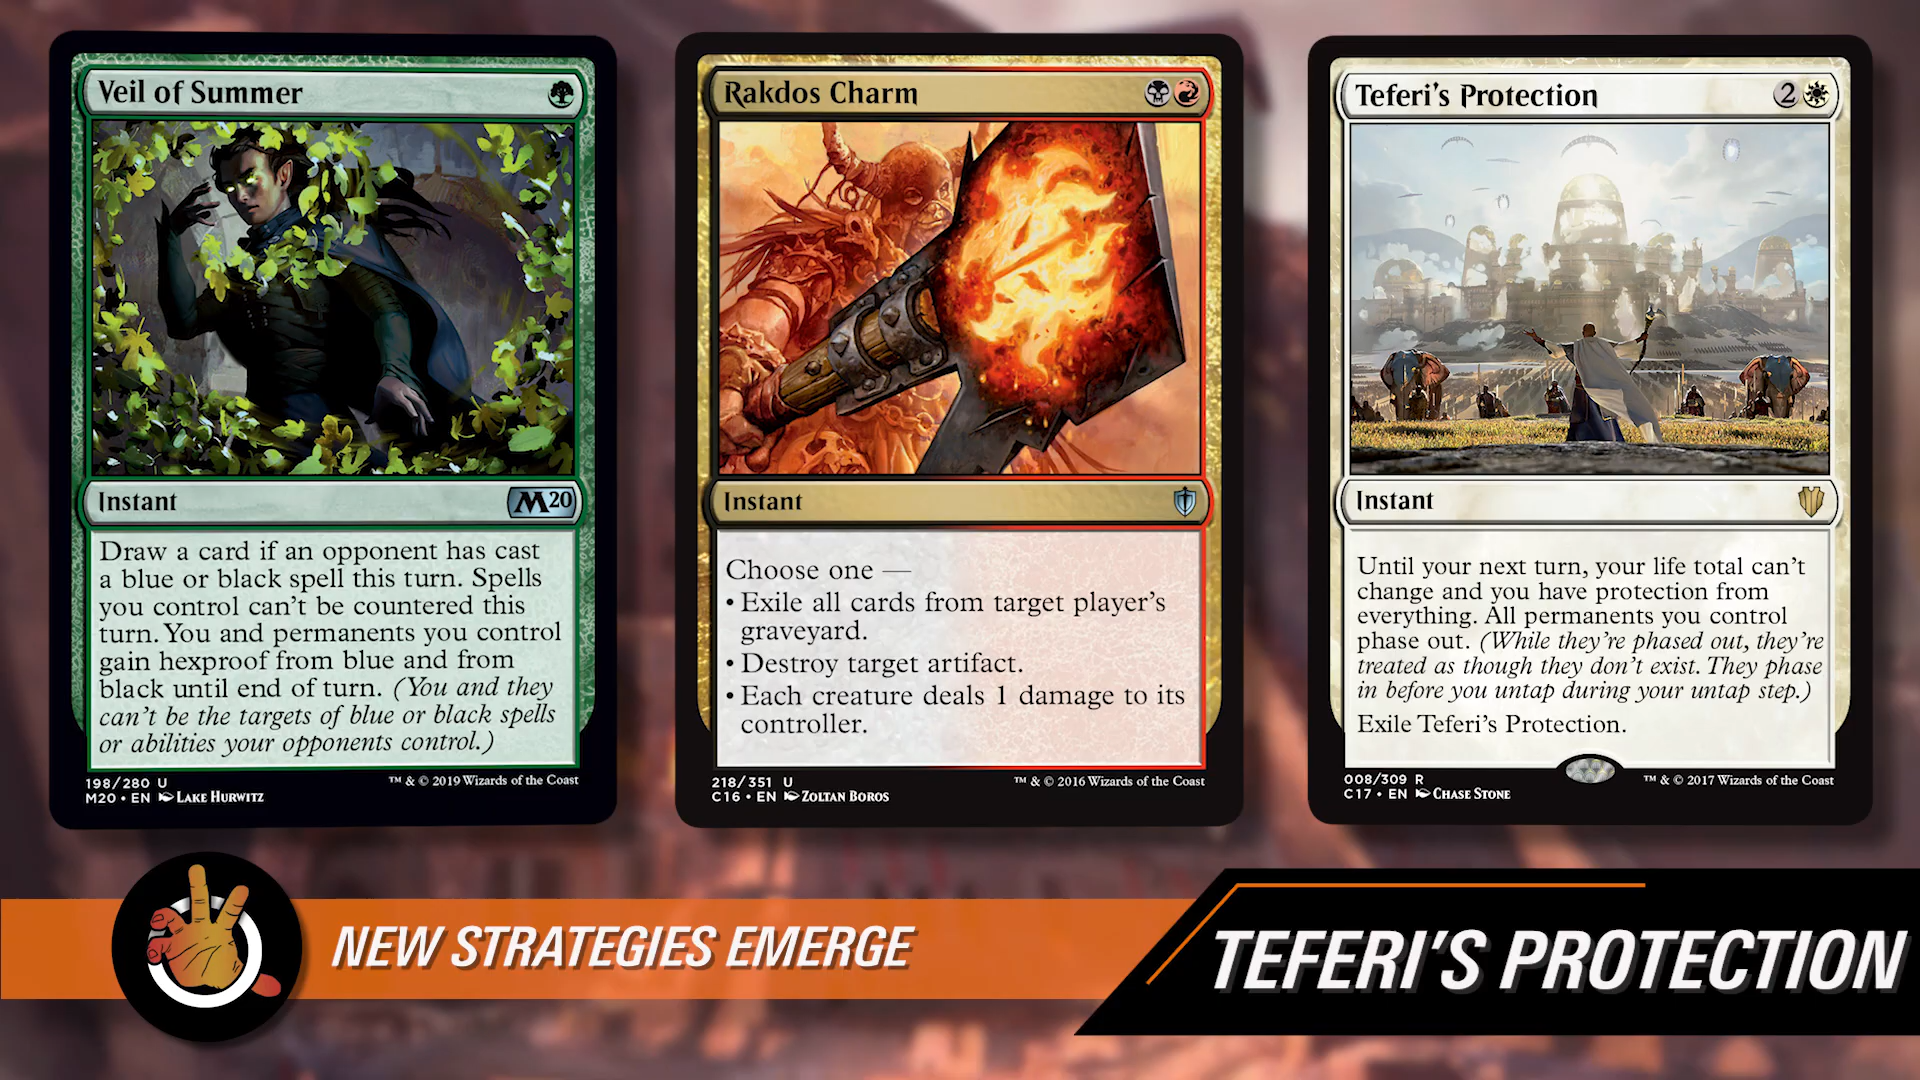 Veil of Summer
Instant
M20
Draw a card if an opponent has cast
a blue or black spell this turn. Spells
you control can't be countered this
turn. You and permanents you control
gain hexproof from blue and from
black until end of turn. (You and they
can't be the targets of blue or black spells
or abilities your opponents control.)
198/280 U
M20 • EN LAKE HURWITZ
™ & © 2019 Wizards of the Coast
Rakdos Charm
Instant
Choose one —
• Exile all cards from target player's
graveyard.
• Destroy target artifact.
• Each creature deals 1 damage to its
controller.
218/351 U
C16 • EN ZOLTAN BOROS
™ & © 2016 Wizards of the Coast
Teferi's Protection
2
Instant
Until your next turn, your life total can't
change and you have protection from
everything. All permanents you control
phase out. (While they're phased out, they're
treated as though they don't exist. They phase
in before you untap during your untap step.)
Exile Teferi's Protection.
008/309 R
C17 • EN CHASE STONE
™ & © 2017 Wizards of the Coast
NEW STRATEGIES EMERGE
TEFERI'S PROTECTION